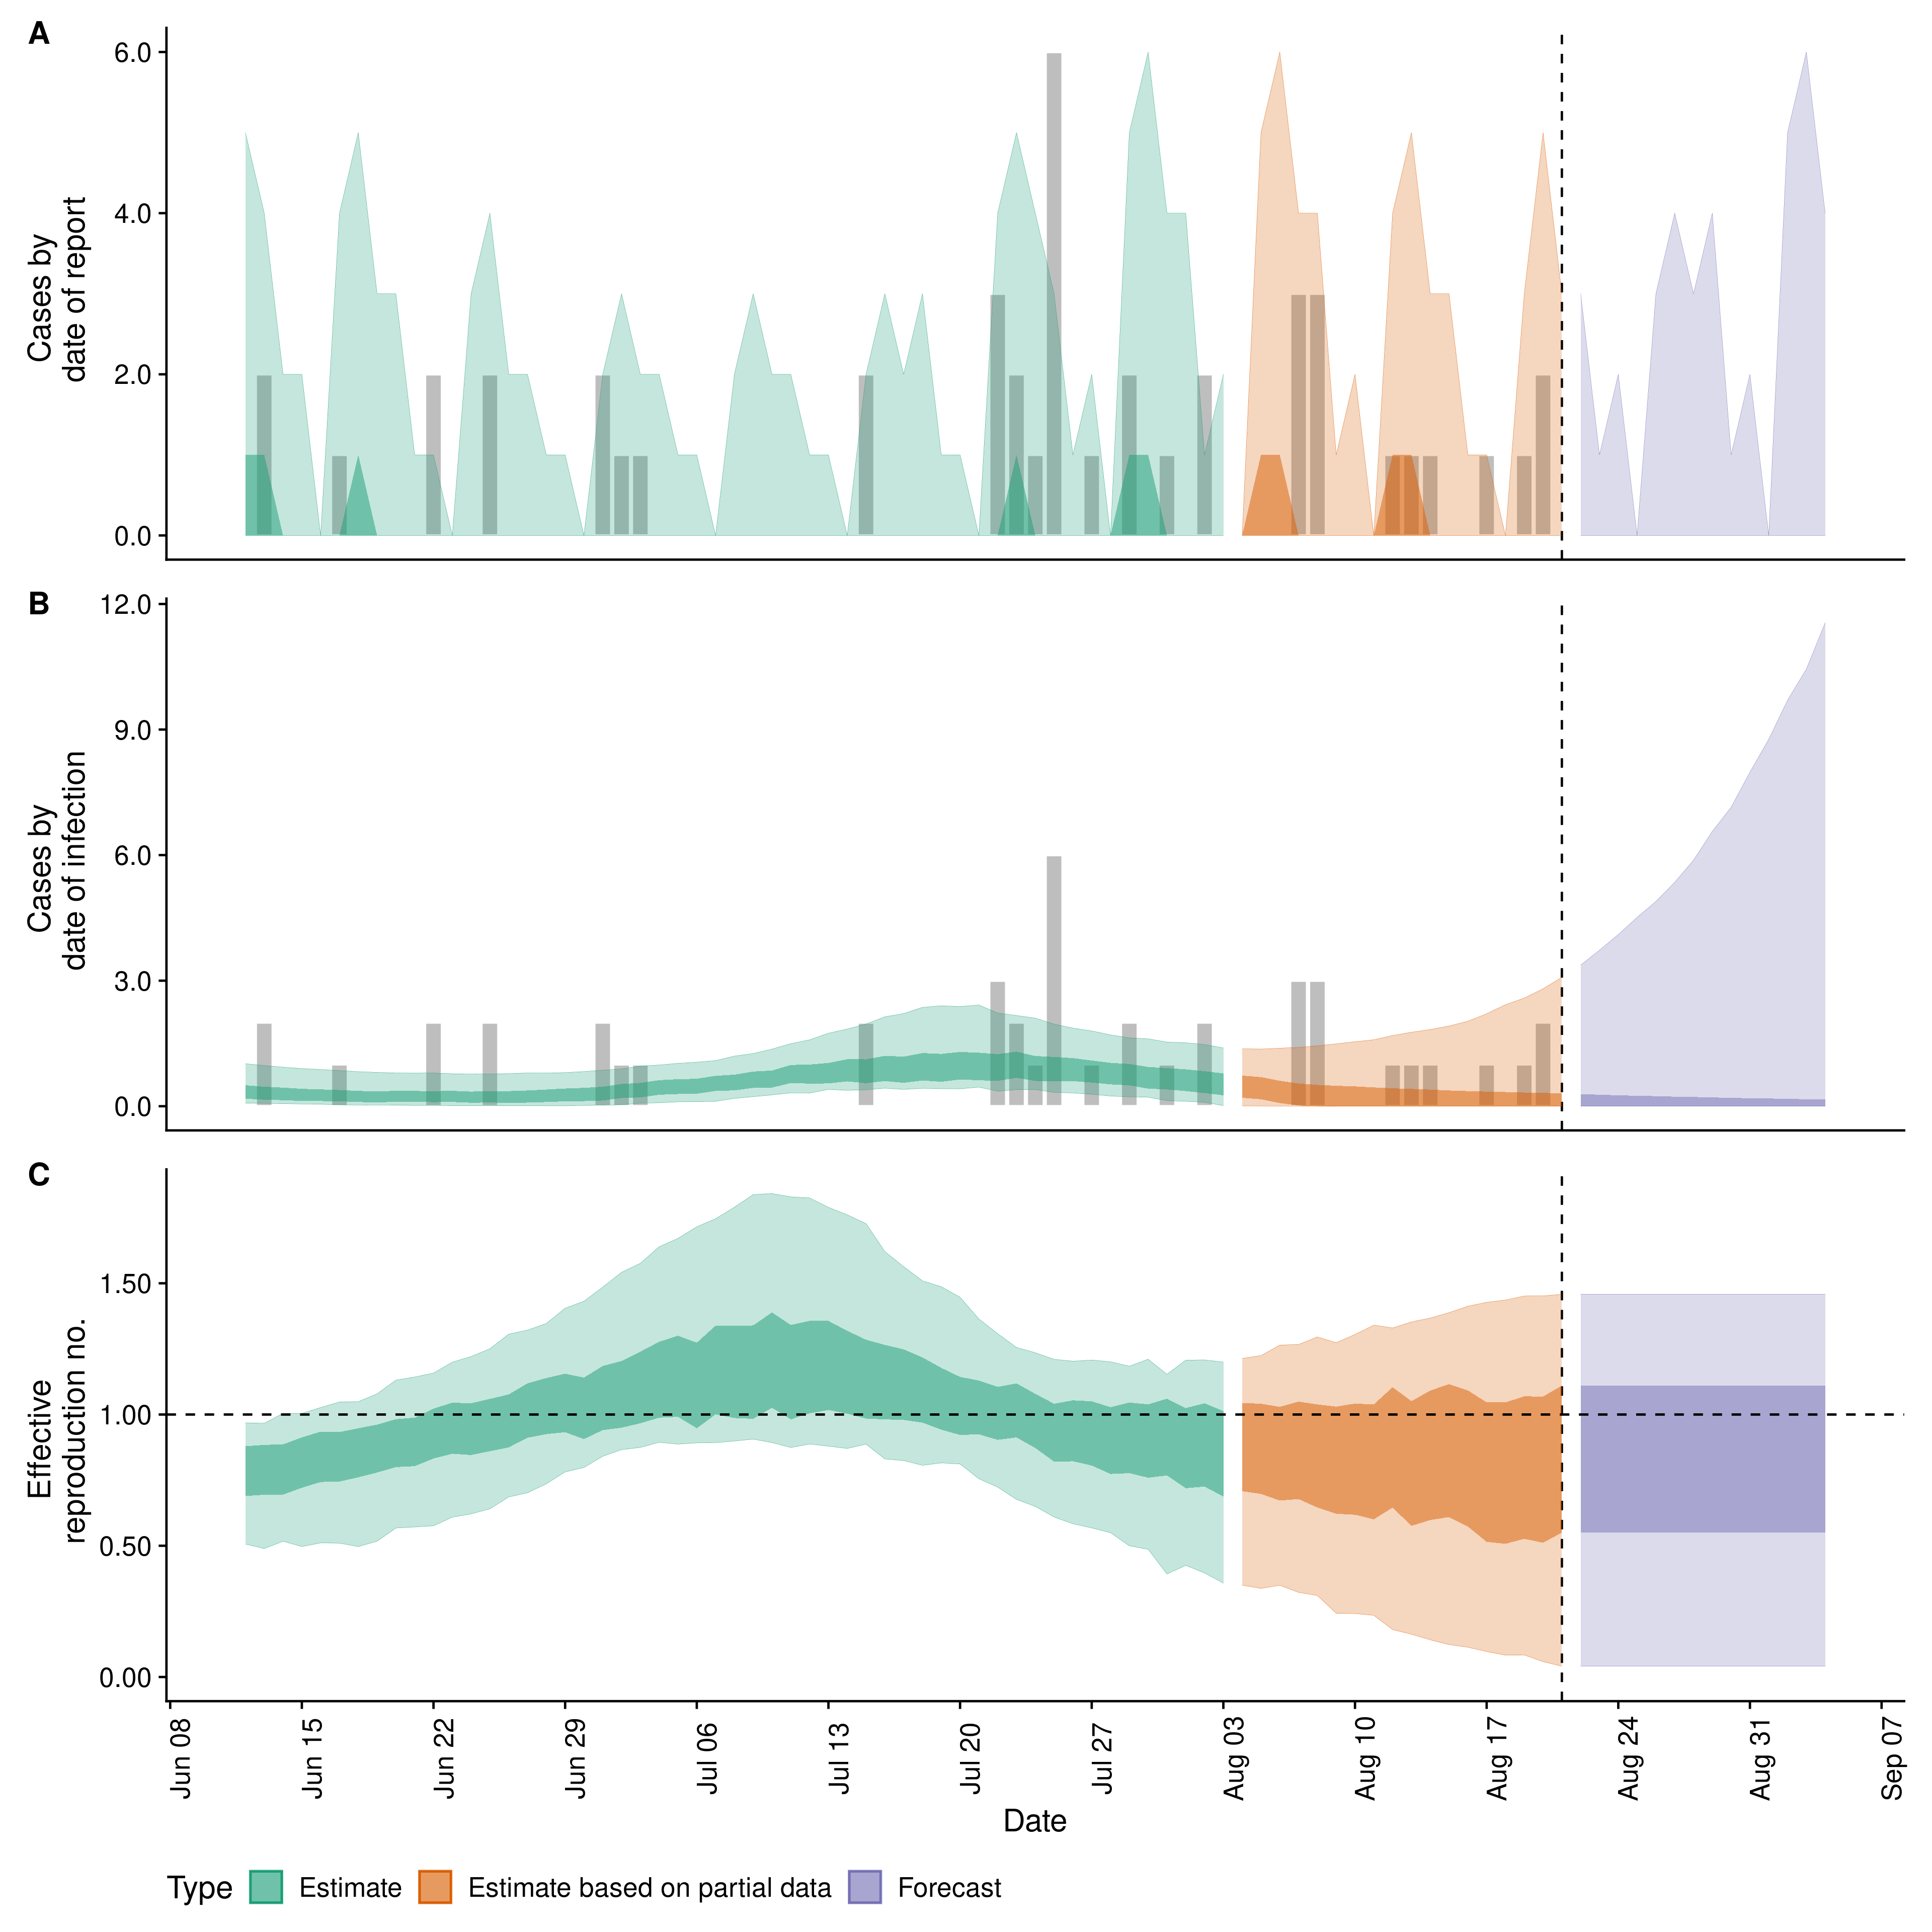 A
Cases by
date of report
6.0
4.0
2.0
0.0
B
Cases by
date of infection
12.0
9.0
6.0
3.0
0.0
C
Effective
reproduction no.
1.50
1.00
0.50
0.00
Jun 08
Jun 15
Jun 22
Jun 29
Jul 06
Jul 13
Jul 20
Jul 27
Aug 03
Aug 10
Aug 17
Aug 24
Aug 31
Sep 07
Date
Type Estimate Estimate based on partial data Forecast